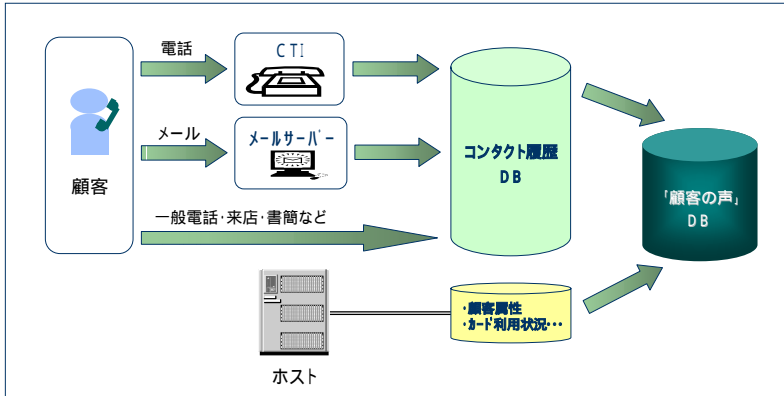 電話
CTI
メール
メールサーバー
顧客
一般電話・来店・書簡など
コンタクト履歴
DB
「顧客の声」
DB
・顧客属性
・カード利用状況・・・
ホスト